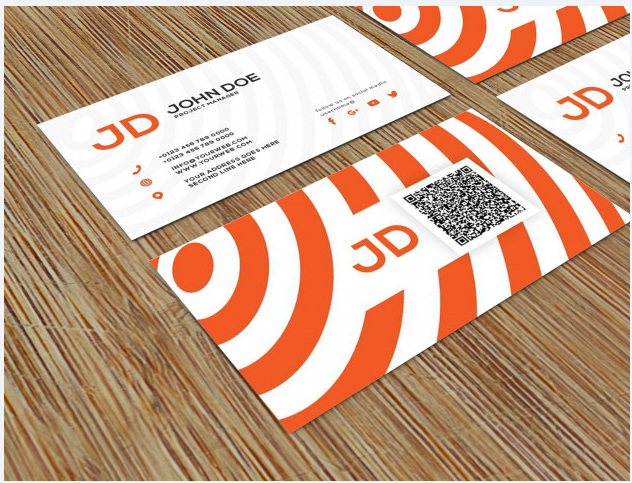 JD
JOHN DOE
PROJECT MANAGER
+0123 456 789 0000
+0123 456 789 0000
INFO@YOURWEB.COM
WWW.YOURWEB.COM
YOUR ADDRESS GOES HERE
SECOND LINE HERE
follow us on social media
username@
JD
JD